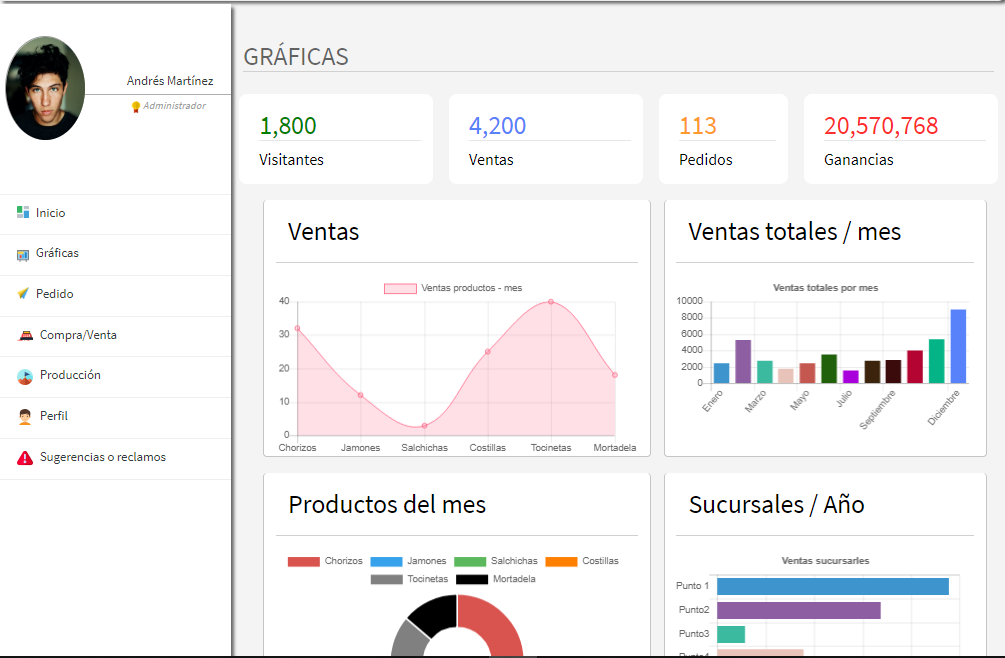 Andrés Martínez
Administrador
Inicio
Gráficas
Pedido
Compra/Venta
Producción
Perfil
Sugerencias o reclamos
GRÁFICAS
1,800
Visitantes
4,200
Ventas
113
Pedidos
20,570,768
Ganancias
Ventas
Ventas productos - mes
40
30
20
10
0
Chorizos Jamones Salchichas Costillas Tocinetas Mortadela
Ventas totales / mes
Ventas totales por mes
10000
8000
6000
4000
2000
0
Enero Marzo Mayo Julio Septiembre Diciembre
Productos del mes
Chorizos Jamones Salchichas Costillas
Tocinetas Mortadela
Sucursales / Año
Ventas sucursarles
Punto 1
Punto2
Punto3
Punto4